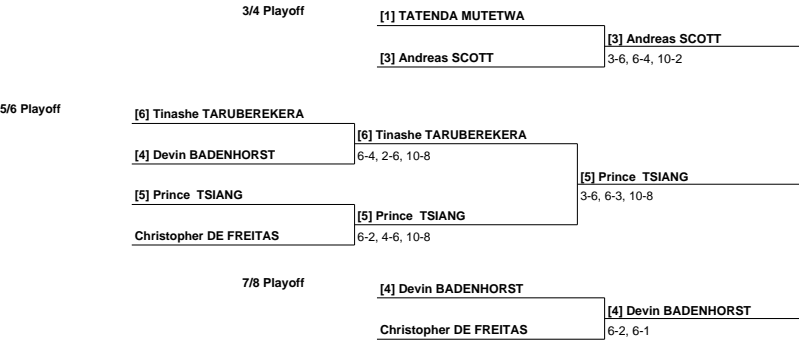 3/4 Playoff
[1] TATENDA MUTETWA
[3] Andreas SCOTT
[3] Andreas SCOTT
3-6, 6-4, 10-2
5/6 Playoff
[6] Tinashe TARUBEREKERA
[6] Tinashe TARUBEREKERA
[4] Devin BADENHORST
6-4, 2-6, 10-8
[5] Prince  TSIANG
3-6, 6-3, 10-8
[5] Prince  TSIANG
[5] Prince  TSIANG
Christopher DE FREITAS
6-2, 4-6, 10-8
7/8 Playoff
[4] Devin BADENHORST
[4] Devin BADENHORST
Christopher DE FREITAS
6-2, 6-1